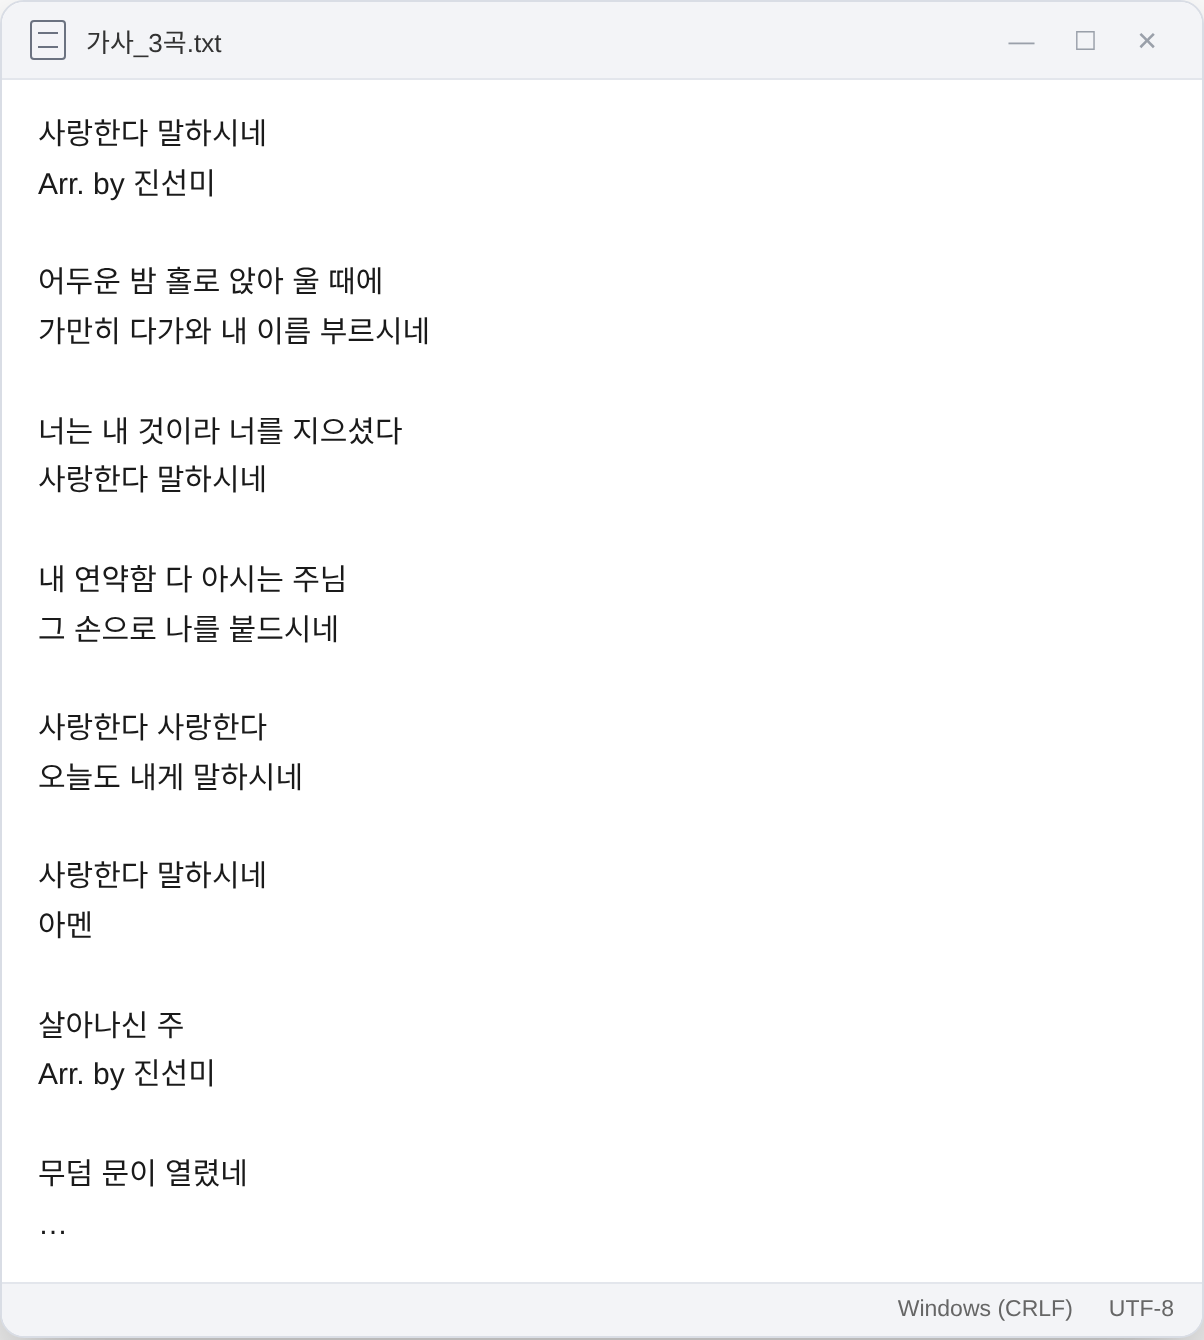 가사_3곡.txt
사랑한다 말하시네
Arr. by 진선미
어두운 밤 홀로 앉아 울 때에
가만히 다가와 내 이름 부르시네
너는 내 것이라 너를 지으셨다
사랑한다 말하시네
내 연약함 다 아시는 주님
그 손으로 나를 붙드시네
사랑한다 사랑한다
오늘도 내게 말하시네
사랑한다 말하시네
아멘
살아나신 주
Arr. by 진선미
무덤 문이 열렸네
…
Windows (CRLF) UTF-8